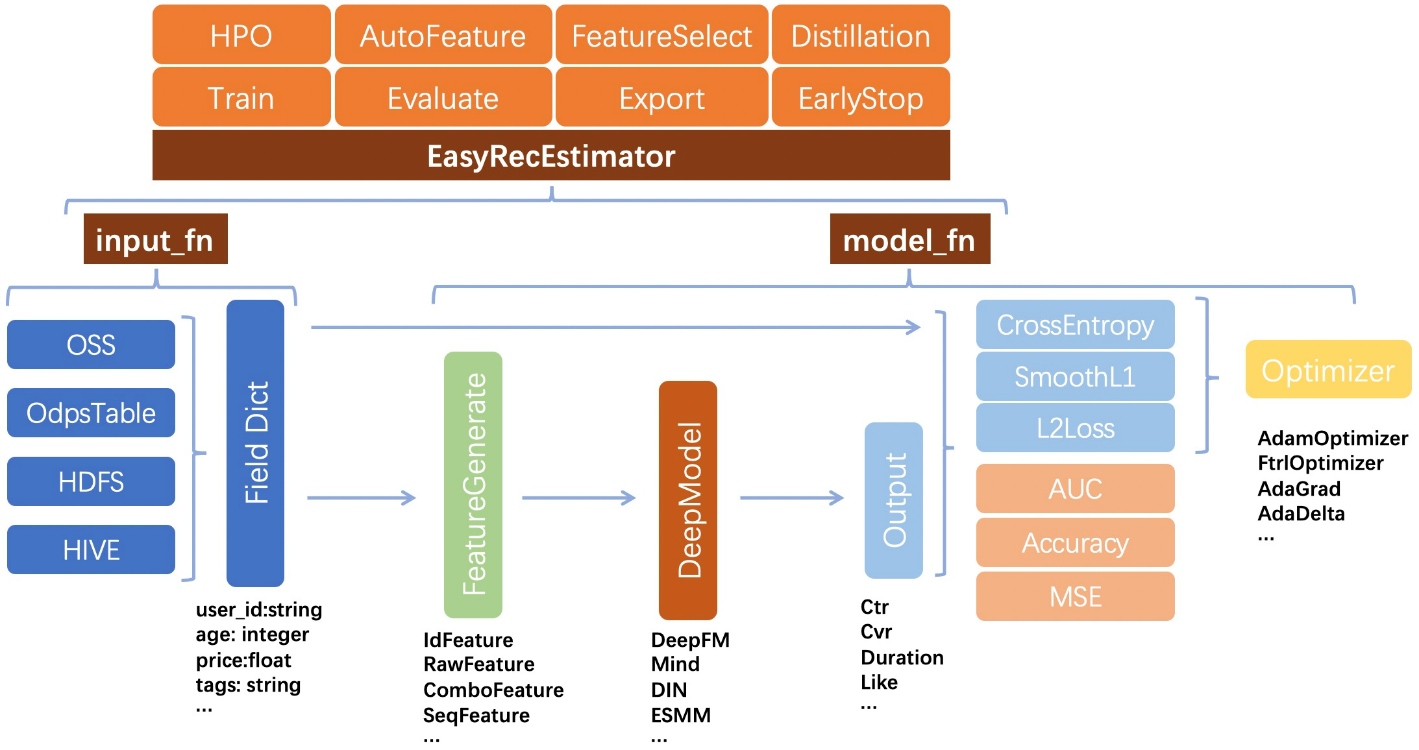 HPO
AutoFeature
FeatureSelect
Distillation
Train
Evaluate
Export
EarlyStop
EasyRecEstimator
input_fn
model_fn
OSS
OdpsTable
HDFS
HIVE
Field Dict
user_id:string
age: integer
price:float
tags: string
...
FeatureGenerate
IdFeature
RawFeature
ComboFeature
SeqFeature
...
DeepModel
DeepFM
Mind
DIN
ESMM
...
Output
Ctr
Cvr
Duration
Like
...
CrossEntropy
SmoothL1
L2Loss
AUC
Accuracy
MSE
Optimizer
AdamOptimizer
FtrlOptimizer
AdaGrad
AdaDelta
...